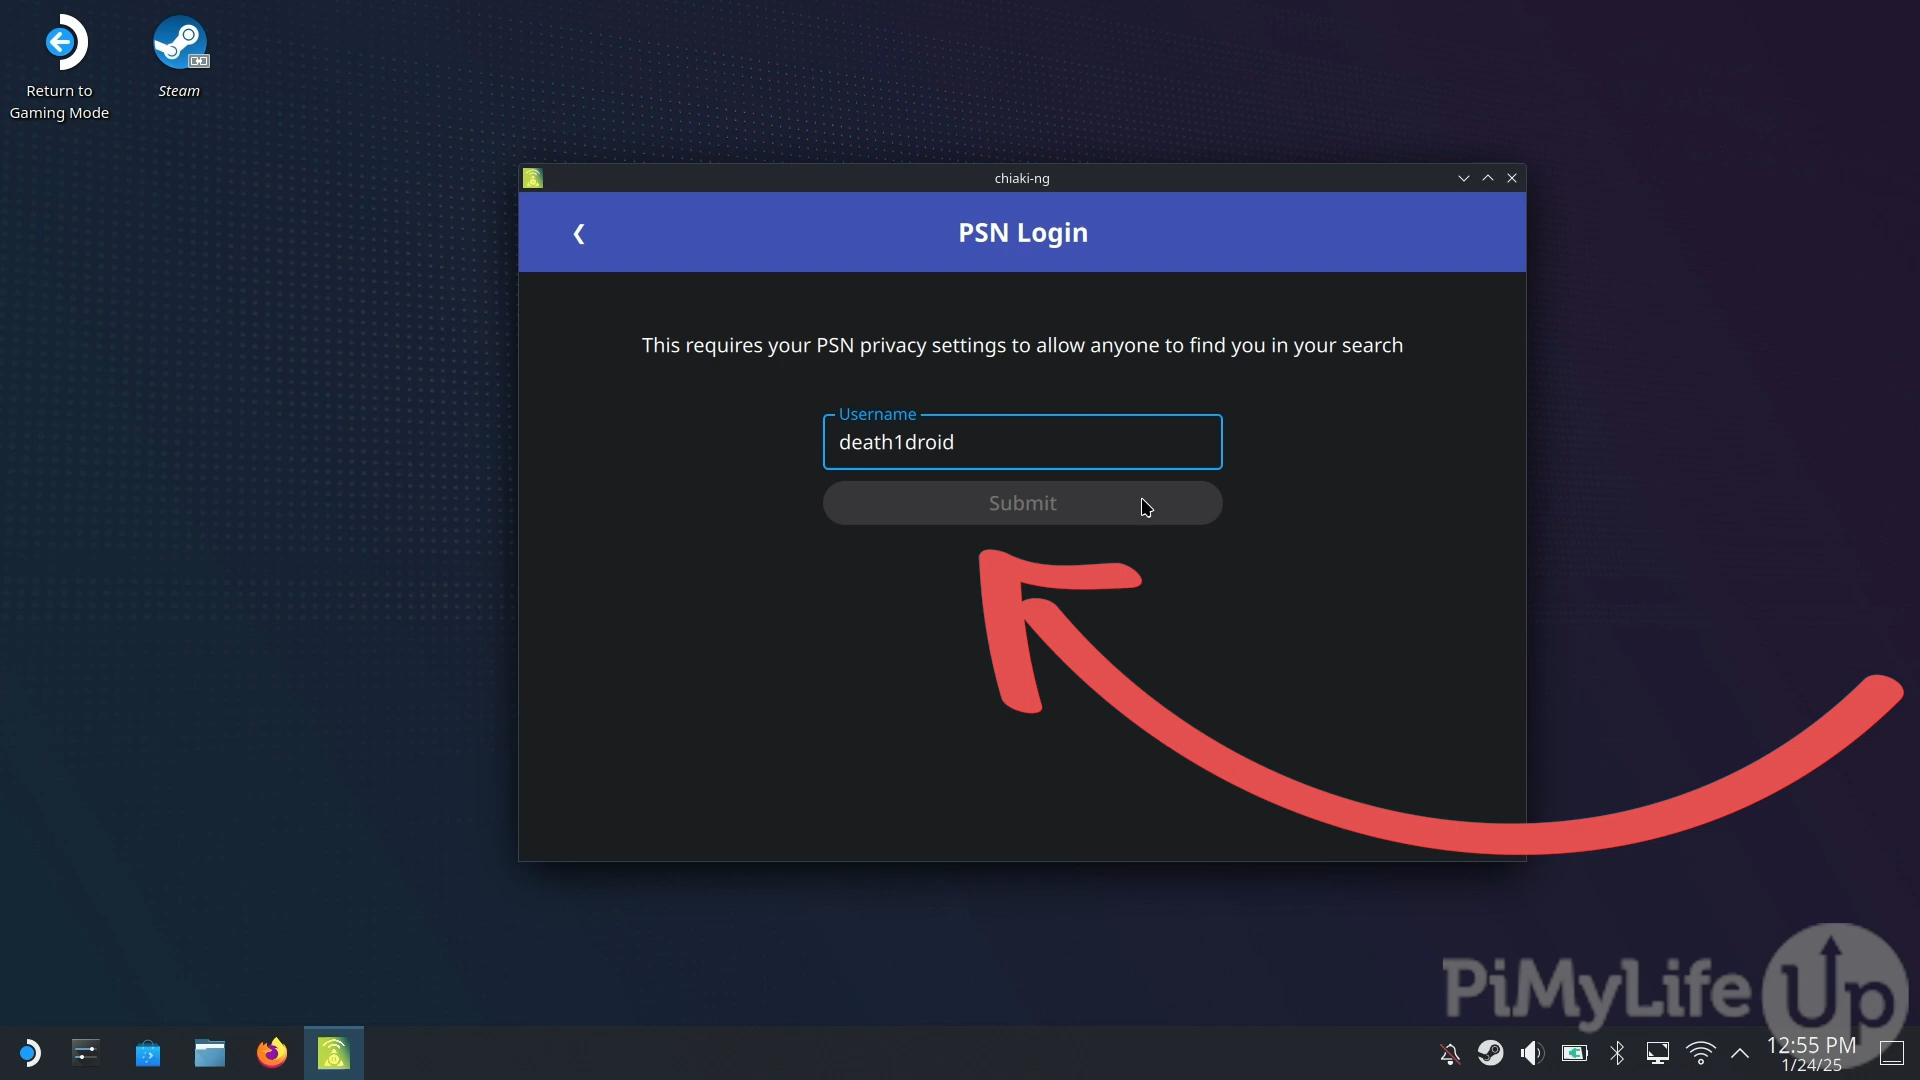 Return to
Gaming Mode
Steam
chiaki-ng
PSN Login
This requires your PSN privacy settings to allow anyone to find you in your search
Username
death1droid
Submit
PiMyLifeUp
12:55 PM
1/24/25